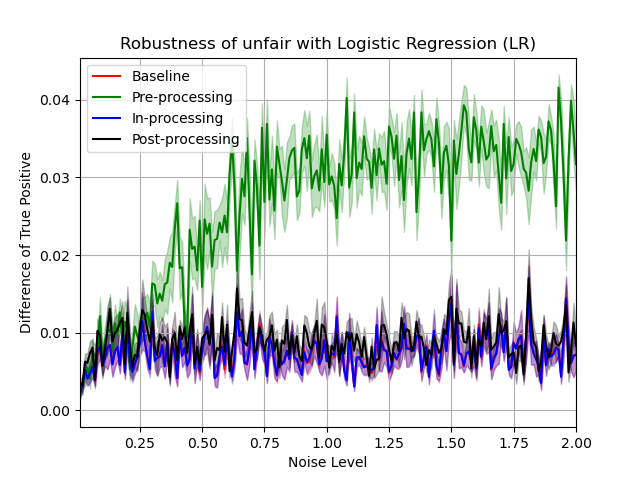 Robustness of unfair with Logistic Regression (LR)
Baseline
Pre-processing
In-processing
Post-processing
Difference of True Positive
0.04
0.03
0.02
0.01
0.00
0.25 0.50 0.75 1.00 1.25 1.50 1.75 2.00
Noise Level